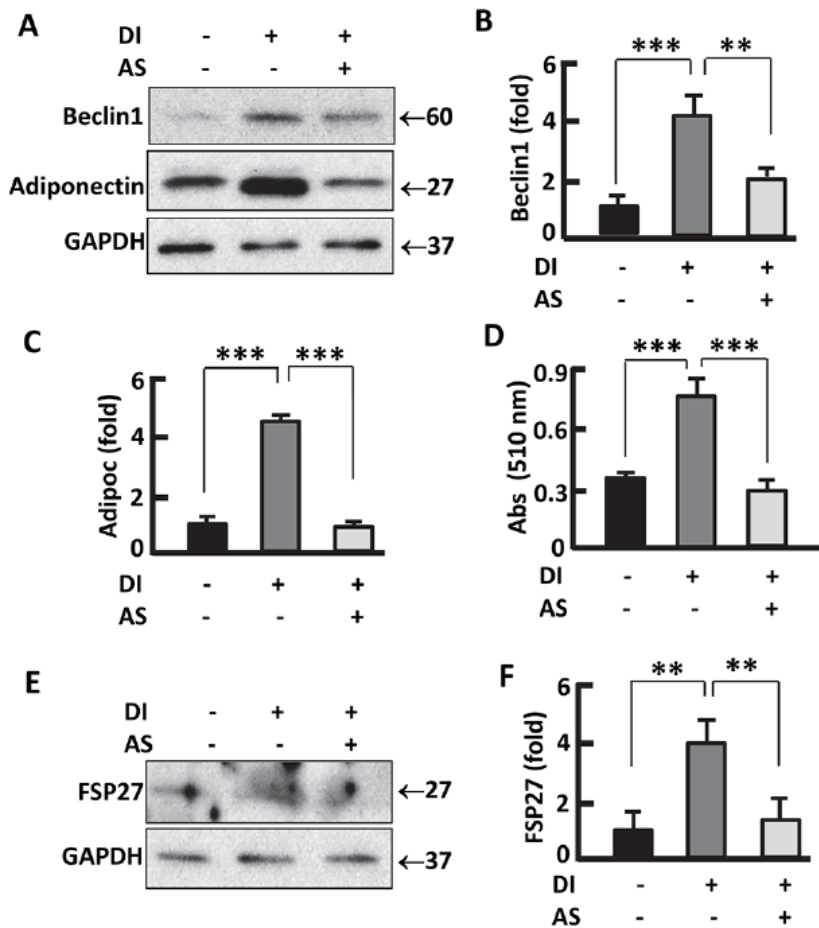 A
DI - + +
AS - - +
Beclin1 ←60
Adiponectin ←27
GAPDH ←37
B
*** **
6
4
2
0
Beclin1 (fold)
DI - + +
AS - - +
C
*** ***
6
4
2
0
Adipoc (fold)
DI - + +
AS - - +
D
*** ***
0.9
0.6
0.3
0
Abs (510 nm)
DI - + +
AS - - +
E
DI - + +
AS - - +
FSP27 ←27
GAPDH ←37
F
** **
6
4
2
0
FSP27 (fold)
DI - + +
AS - - +